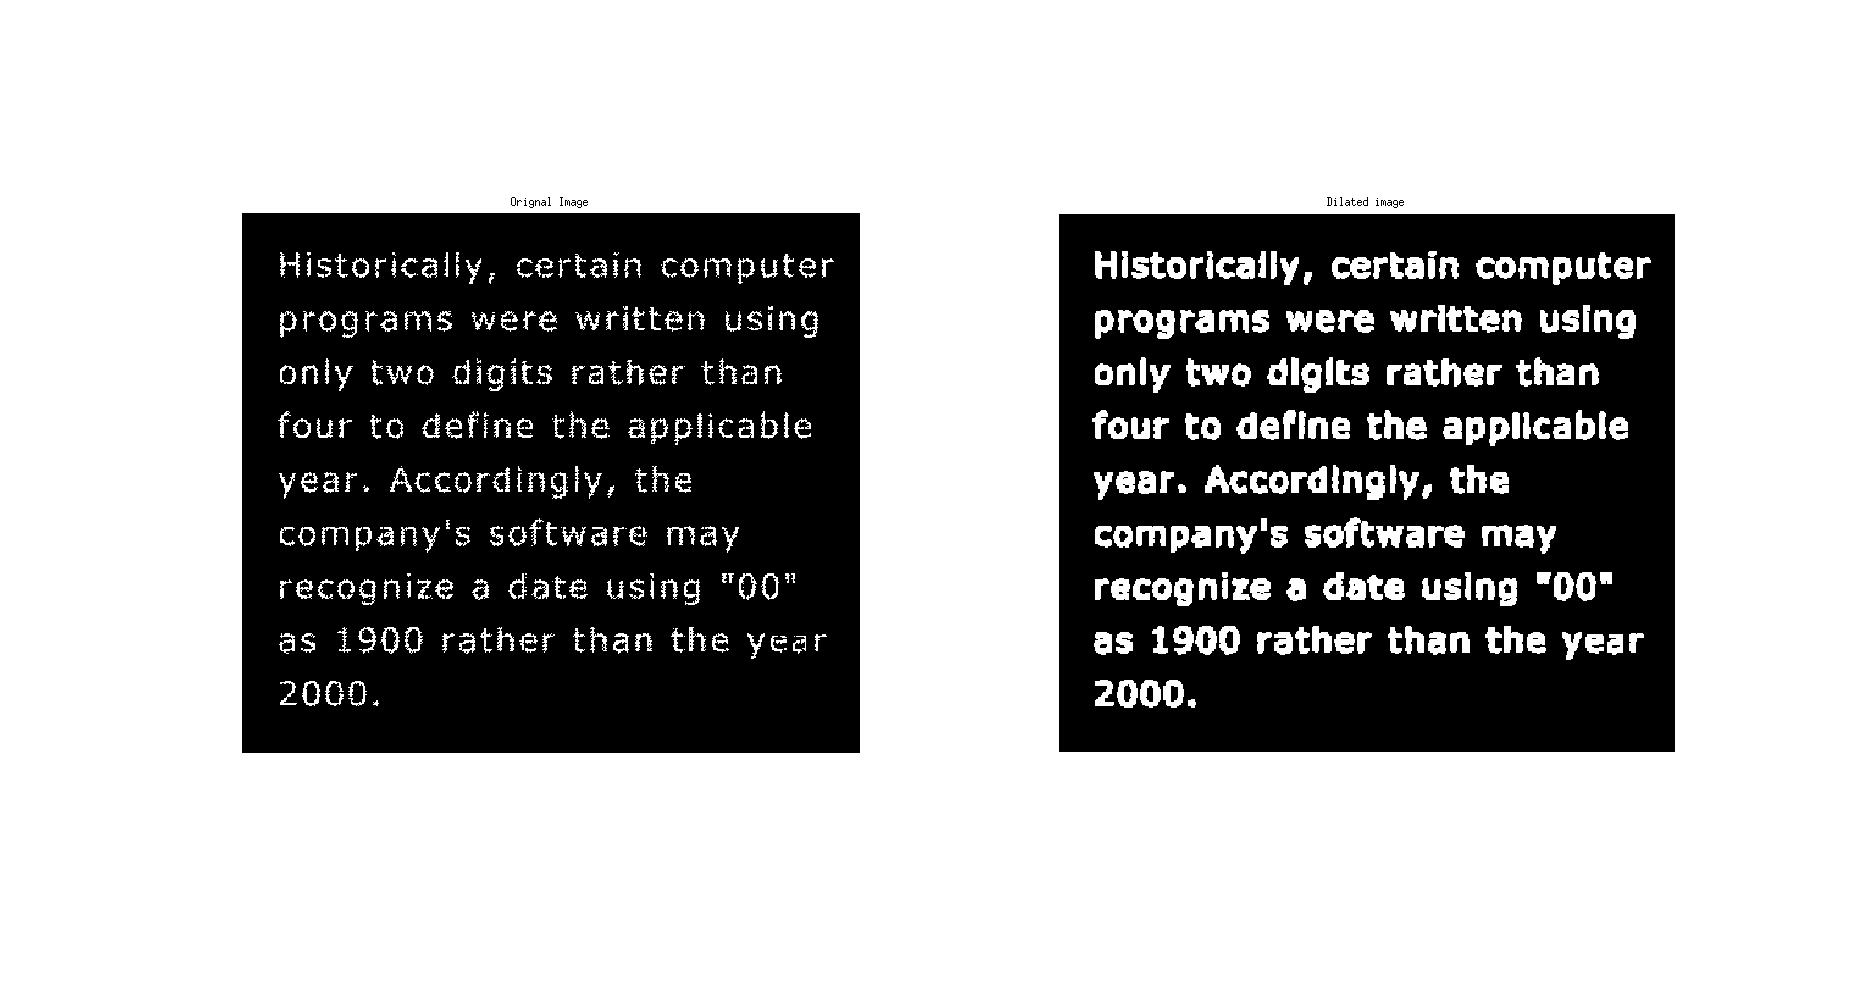 Orignal Image
Historically, certain computer
programs were written using
only two digits rather than
four to define the applicable
year. Accordingly, the
company's software may
recognize a date using "00"
as 1900 rather than the year
2000.
Dilated image
Historically, certain computer
programs were written using
only two digits rather than
four to define the applicable
year. Accordingly, the
company's software may
recognize a date using "00"
as 1900 rather than the year
2000.